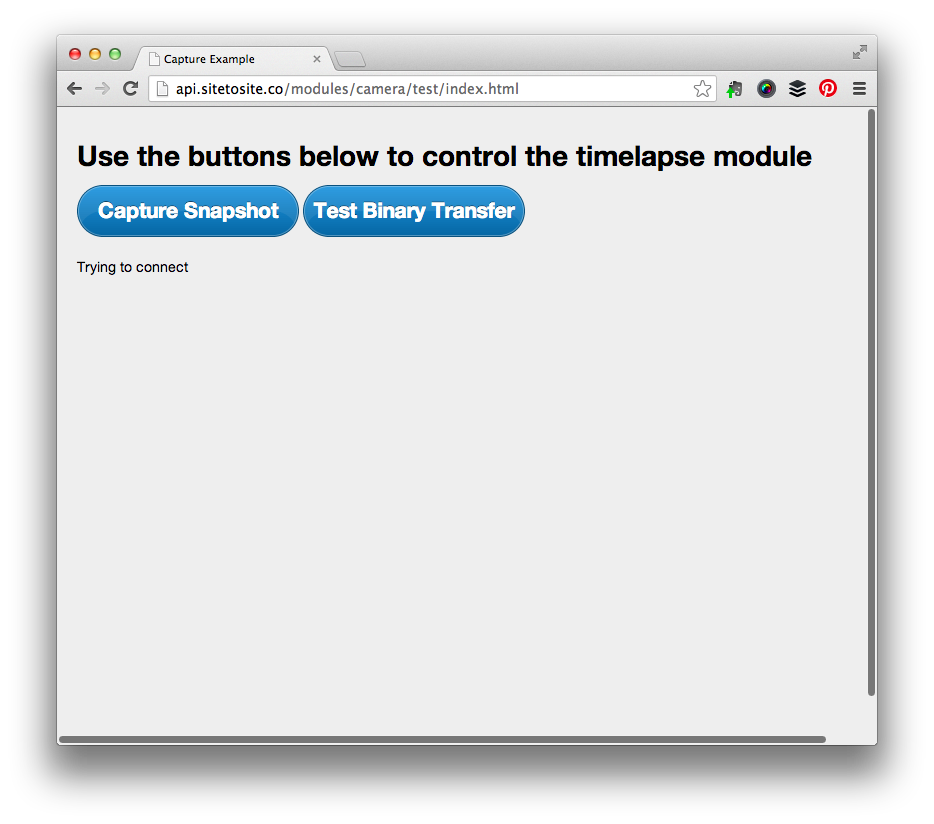 Capture Example
api.sitetosite.co/modules/camera/test/index.html
Use the buttons below to control the timelapse module
Capture Snapshot Test Binary Transfer
Trying to connect